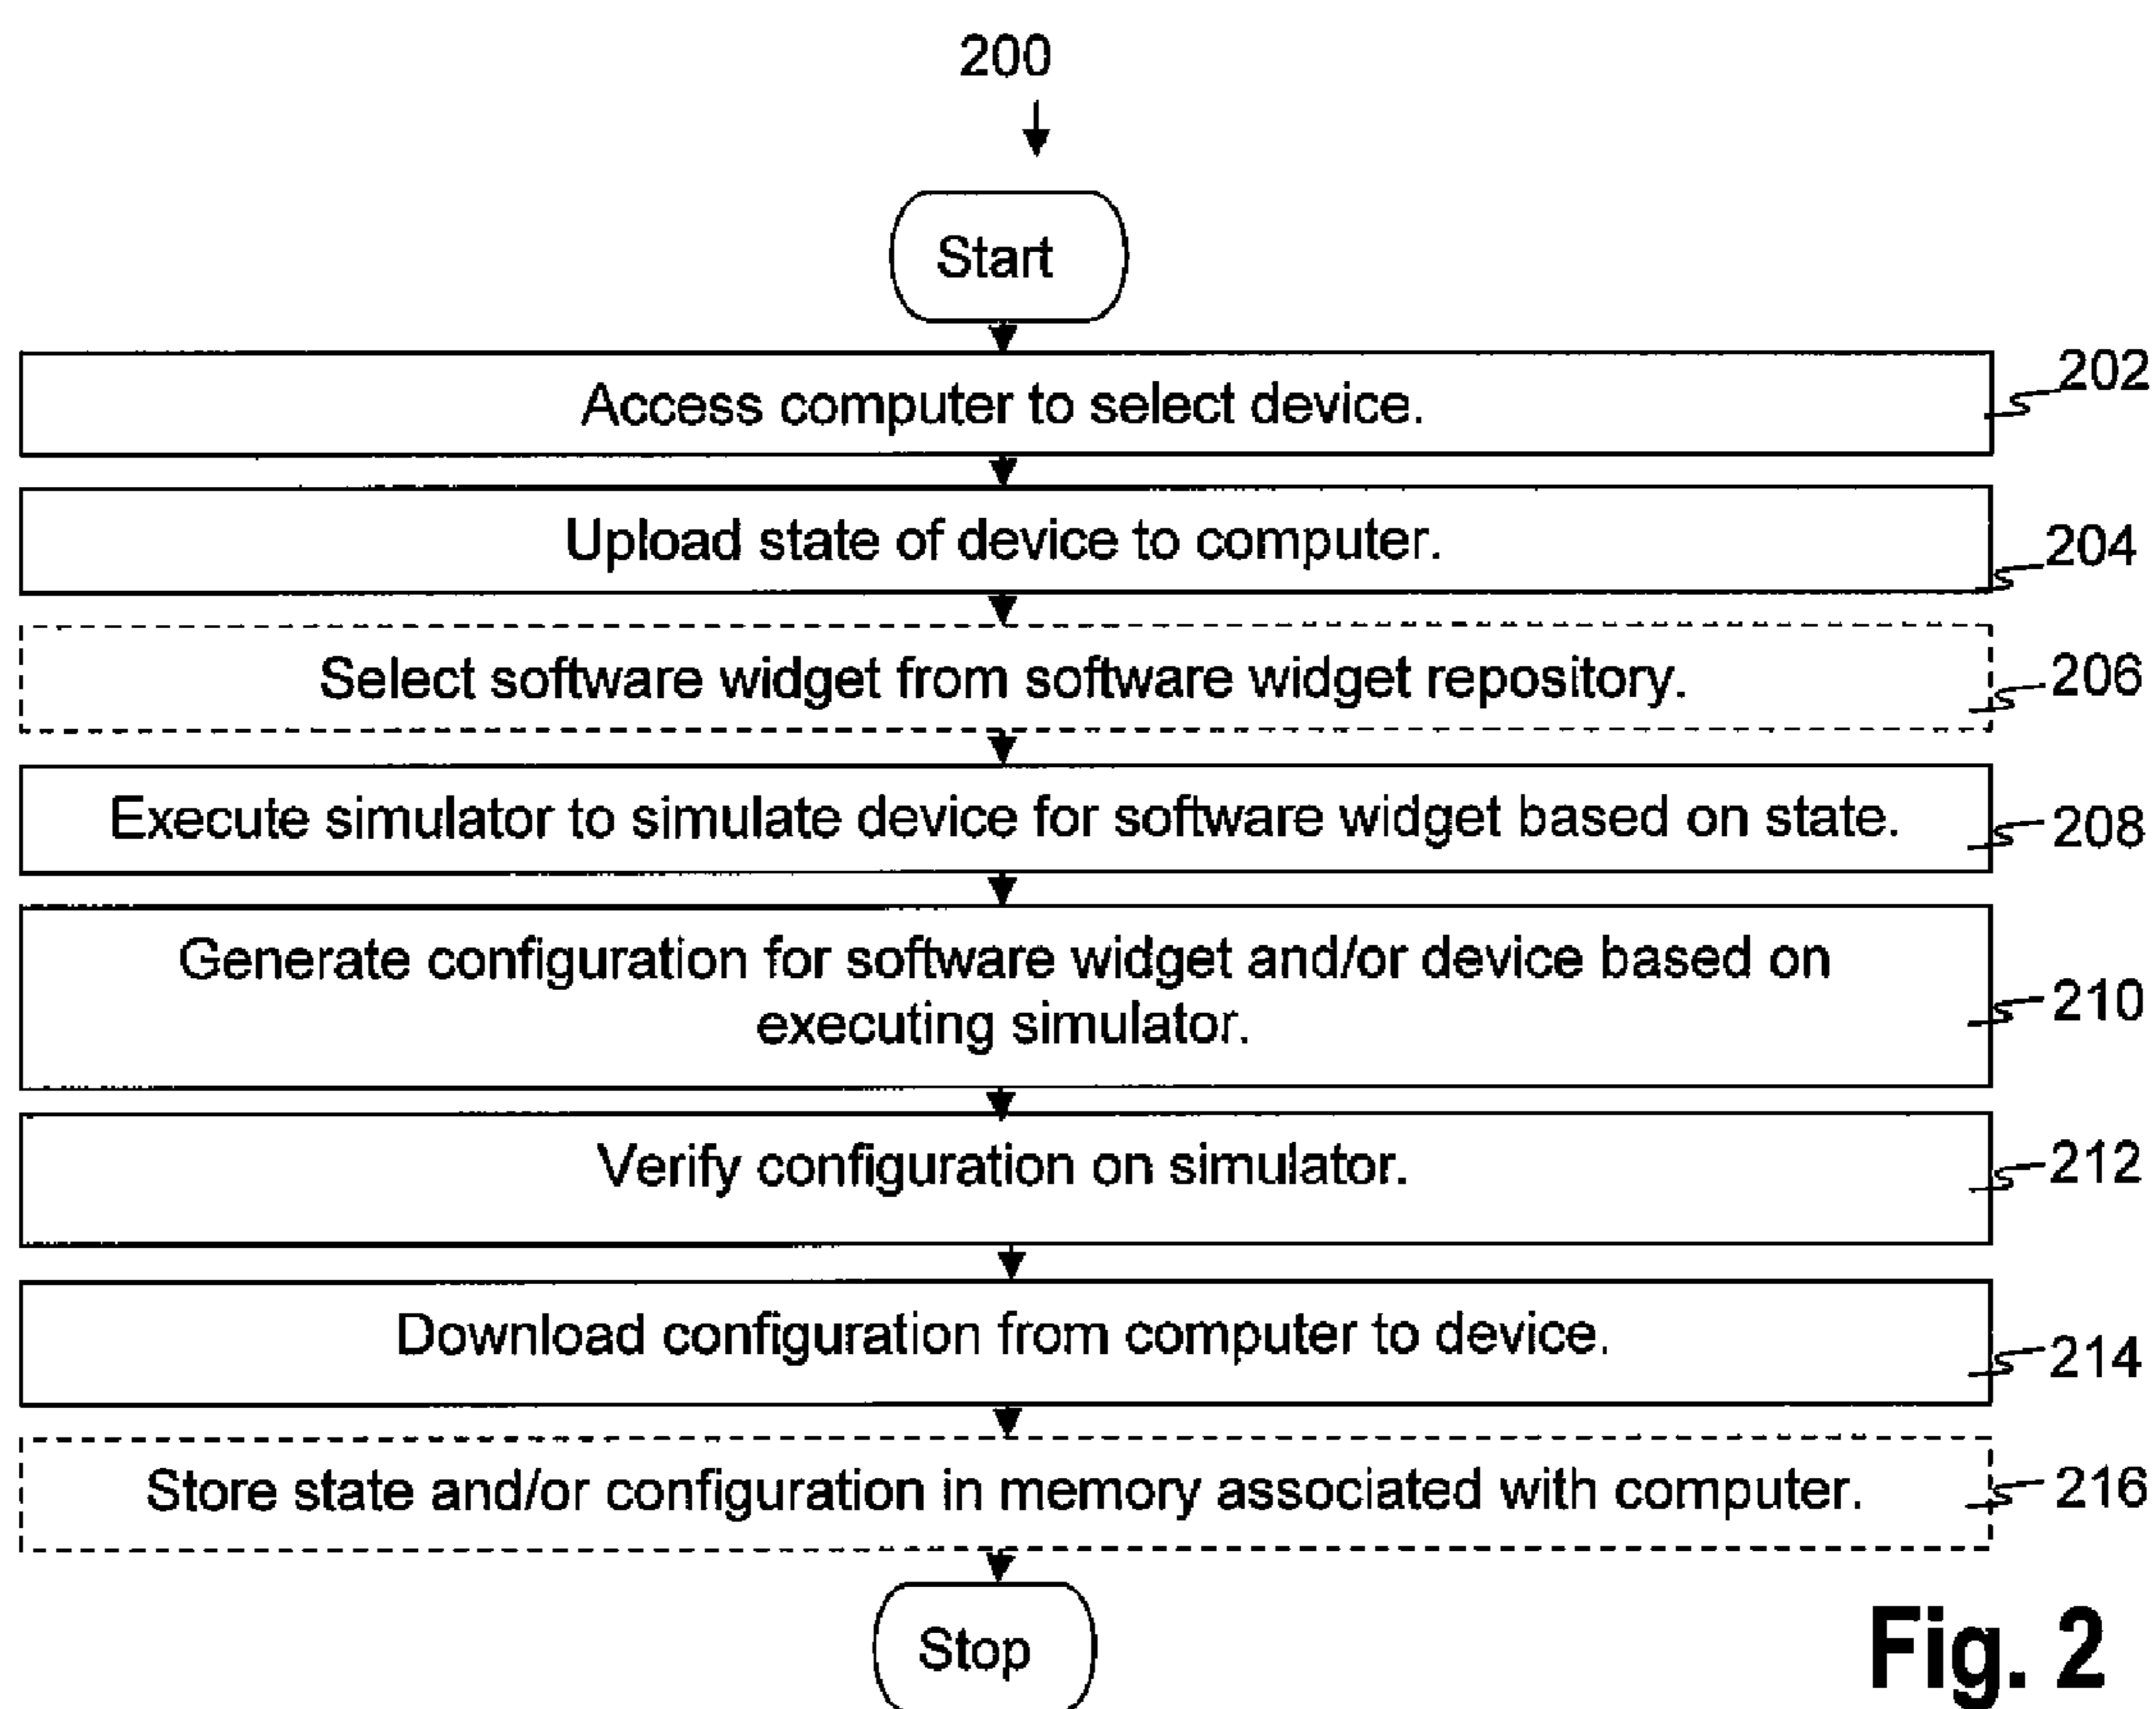 200
Start
Access computer to select device.
202
Upload state of device to computer.
204
Select software widget from software widget repository.
206
Execute simulator to simulate device for software widget based on state.
208
Generate configuration for software widget and/or device based on
executing simulator.
210
Verify configuration on simulator.
212
Download configuration from computer to device.
214
Store state and/or configuration in memory associated with computer.
216
Stop
Fig. 2